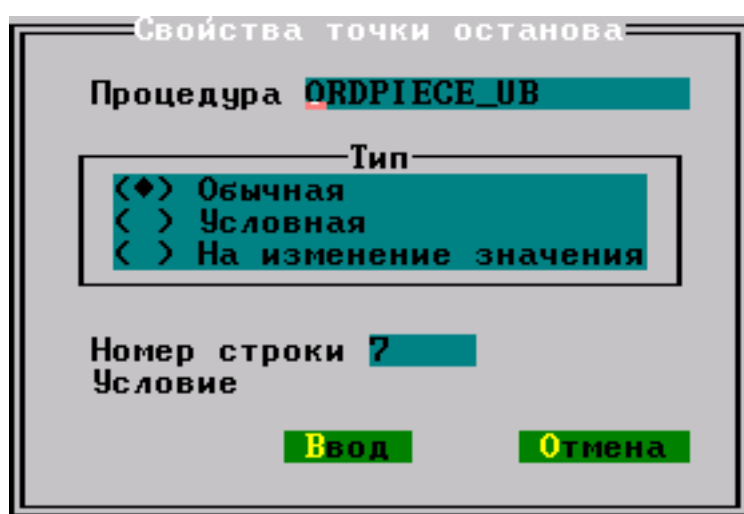 Свойства точки останова
Процедура ORDPIECE_UB
Тип
(♦) Обычная
( ) Условная
( ) На изменение значения
Номер строки 7
Условие
Ввод Отмена